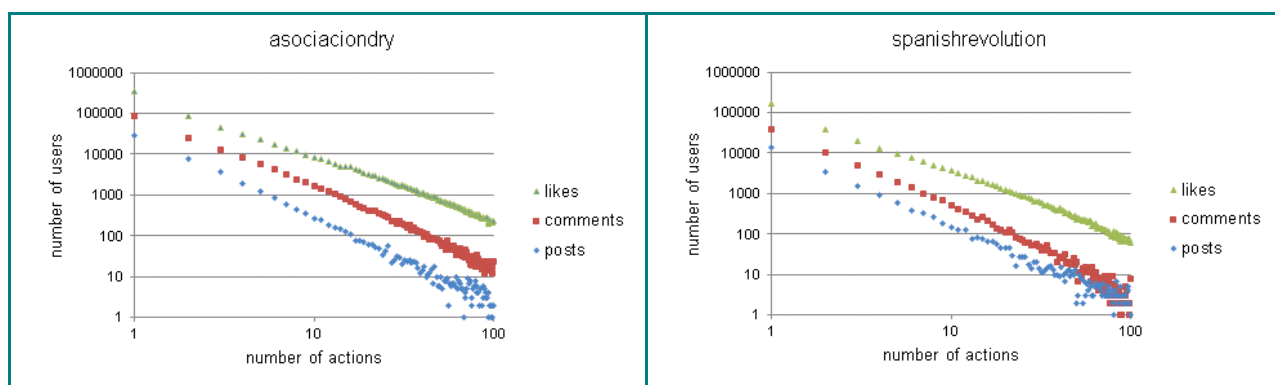 asociaciondry
1000000
100000
10000
1000
100
10
1
number of users
1 10 100
number of actions
likes
comments
posts
spanishrevolution
1000000
100000
10000
1000
100
10
1
number of users
1 10 100
number of actions
likes
comments
posts